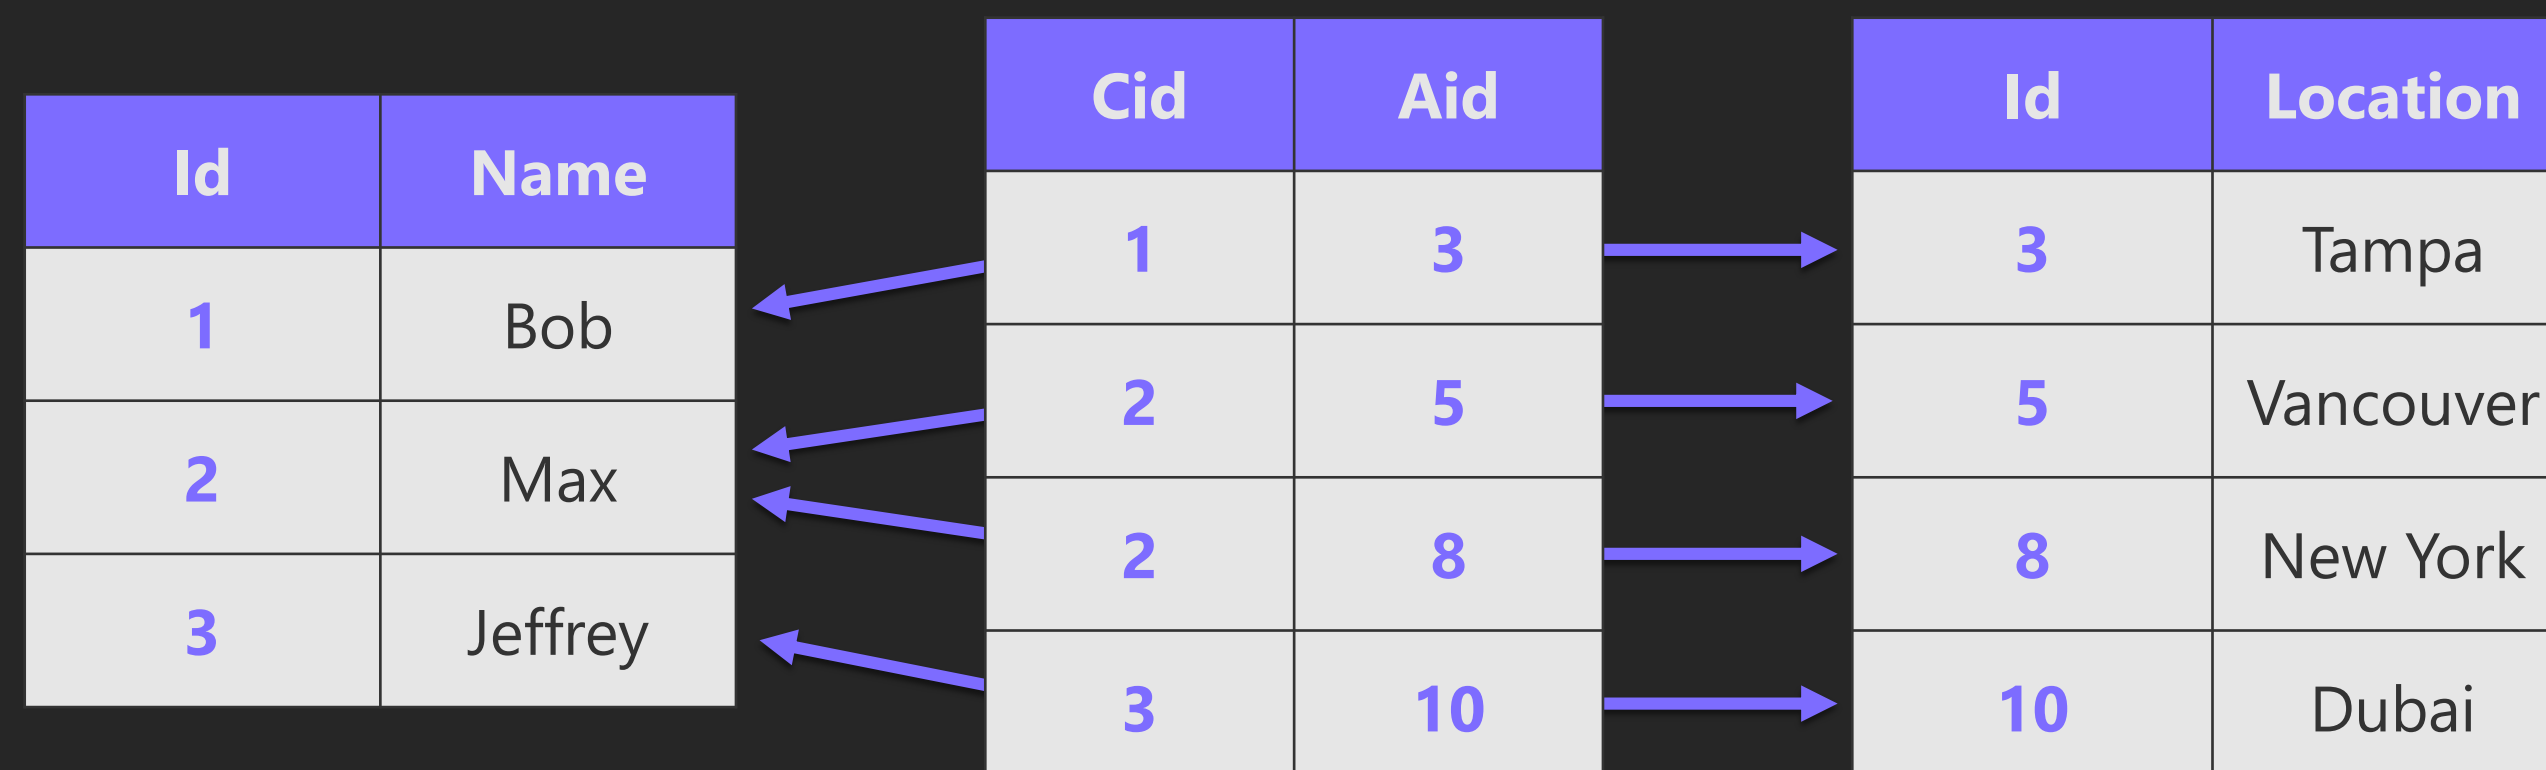 Id Name
1 Bob
2 Max
3 Jeffrey
Cid Aid
1 3
2 5
2 8
3 10
Id Location
3 Tampa
5 Vancouver
8 New York
10 Dubai